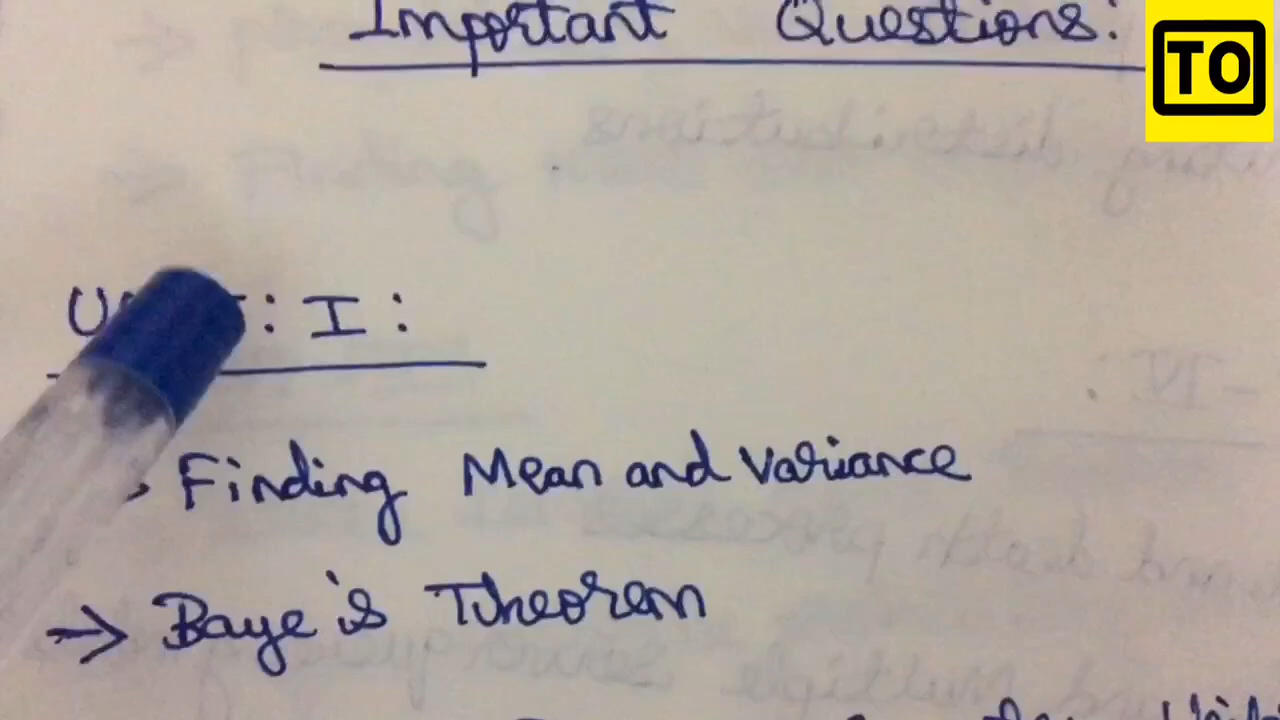 Important Questions:
TO
: I :
Finding Mean and Variance
→ Baye's Theorem